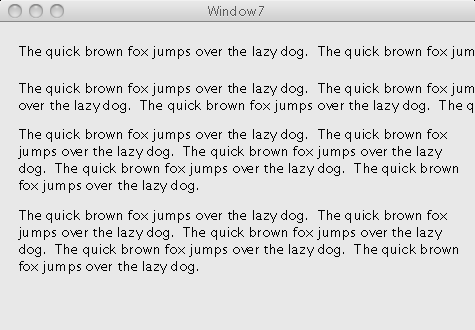 Window7
The quick brown fox jumps over the lazy dog.  The quick brown fox jum
The quick brown fox jumps over the lazy dog.  The quick brown fox jum
over the lazy dog.  The quick brown fox jumps over the lazy dog.  The q
The quick brown fox jumps over the lazy dog.  The quick brown fox
jumps over the lazy dog.  The quick brown fox jumps over the lazy
dog.  The quick brown fox jumps over the lazy dog.  The quick brown
fox jumps over the lazy dog.
The quick brown fox jumps over the lazy dog.  The quick brown fox
jumps over the lazy dog.  The quick brown fox jumps over the lazy
dog.  The quick brown fox jumps over the lazy dog.  The quick brown
fox jumps over the lazy dog.